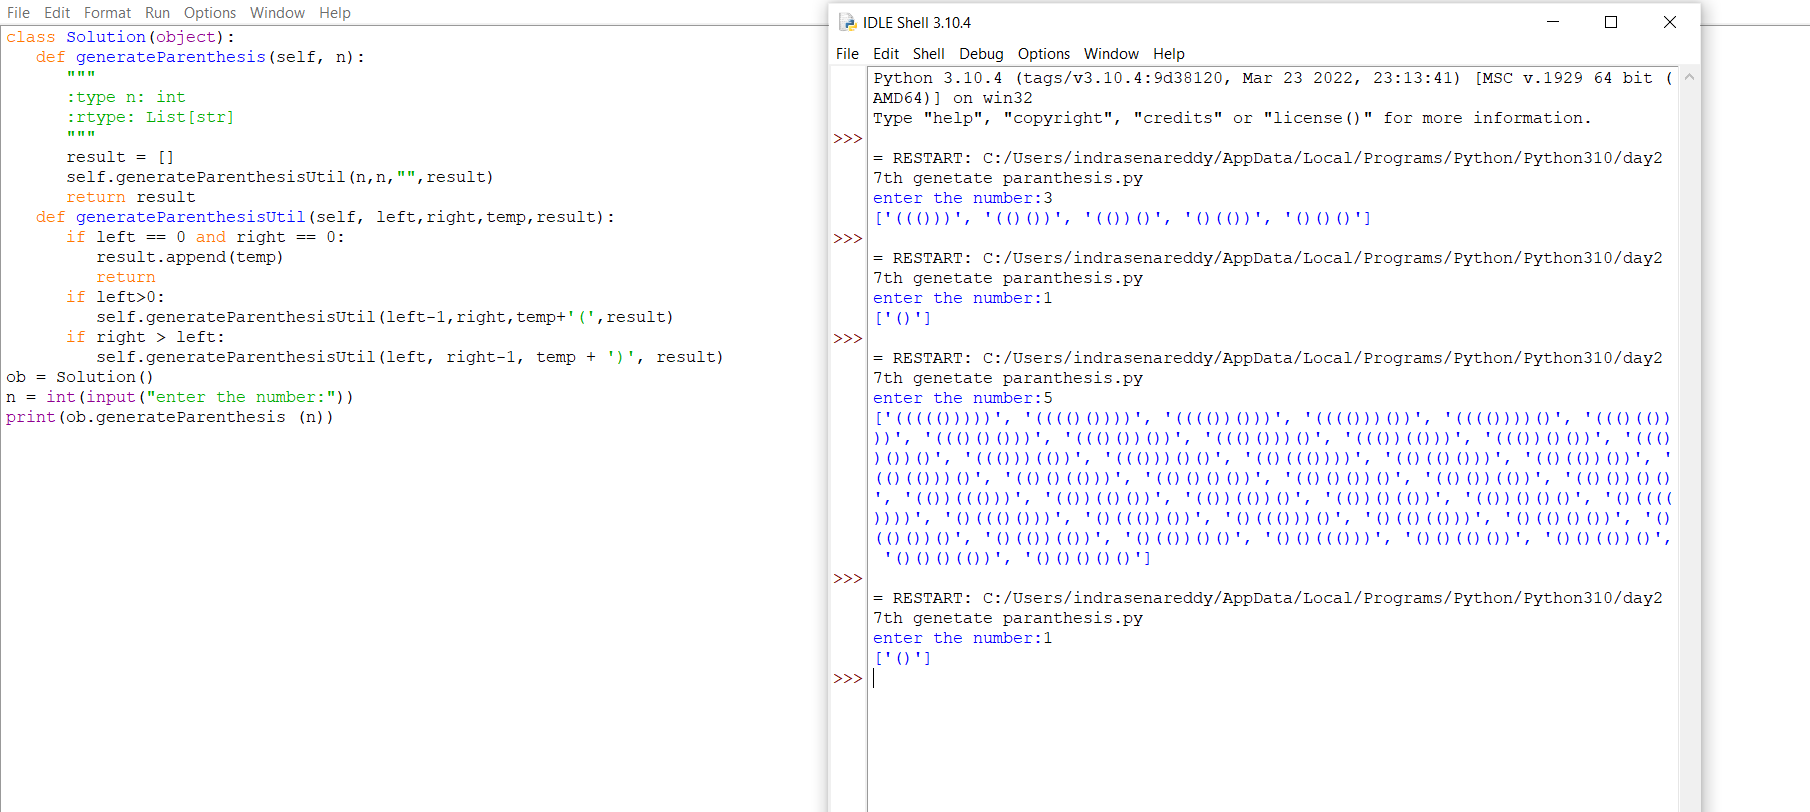 File Edit Format Run Options Window Help
class Solution(object):
   def generateParenthesis(self, n):
      """
      :type n: int
      :rtype: List[str]
      """
      result = []
      self.generateParenthesisUtil(n,n,"",result)
      return result
   def generateParenthesisUtil(self, left,right,temp,result):
      if left == 0 and right == 0:
         result.append(temp)
         return
      if left>0:
         self.generateParenthesisUtil(left-1,right,temp+'(',result)
      if right > left:
         self.generateParenthesisUtil(left, right-1, temp + ')', result)
ob = Solution()
n = int(input("enter the number:"))
print(ob.generateParenthesis (n))
IDLE Shell 3.10.4
File Edit Shell Debug Options Window Help
Python 3.10.4 (tags/v3.10.4:9d38120, Mar 23 2022, 23:13:41) [MSC v.1929 64 bit (
AMD64)] on win32
Type "help", "copyright", "credits" or "license()" for more information.
>>>
= RESTART: C:/Users/indrasenareddy/AppData/Local/Programs/Python/Python310/day2
7th genetate paranthesis.py
enter the number:3
['((()))', '(()())', '(())()', '()(())', '()()()']
>>>
= RESTART: C:/Users/indrasenareddy/AppData/Local/Programs/Python/Python310/day2
7th genetate paranthesis.py
enter the number:1
['()']
>>>
= RESTART: C:/Users/indrasenareddy/AppData/Local/Programs/Python/Python310/day2
7th genetate paranthesis.py
enter the number:5
['((((()))))', '(((()())))', '(((())()))', '(((()))())', '(((())))()', '((()(())
))', '((()()()))', '((()())())', '((()()))()', '((())(()))', '((())()())', '((()
)())()', '((()))(())', '((()))()()', '(()((())))', '(()(()()))', '(()(())())', '
(()(()))()', '(()()(()))', '(()()()())', '(()()())()', '(()())(())', '(()())()()
', '(())((()))', '(())(()())', '(())(())()', '(())()(())', '(())()()()', '()((((
))))', '()((()()))', '()((())())', '()((()))()', '()(()(()))', '()(()()())', '()
(()())()', '()(())(())', '()(())()()', '()()((()))', '()()(()())', '()()(())()',
 '()()()(())', '()()()()()']
>>>
= RESTART: C:/Users/indrasenareddy/AppData/Local/Programs/Python/Python310/day2
7th genetate paranthesis.py
enter the number:1
['()']
>>>